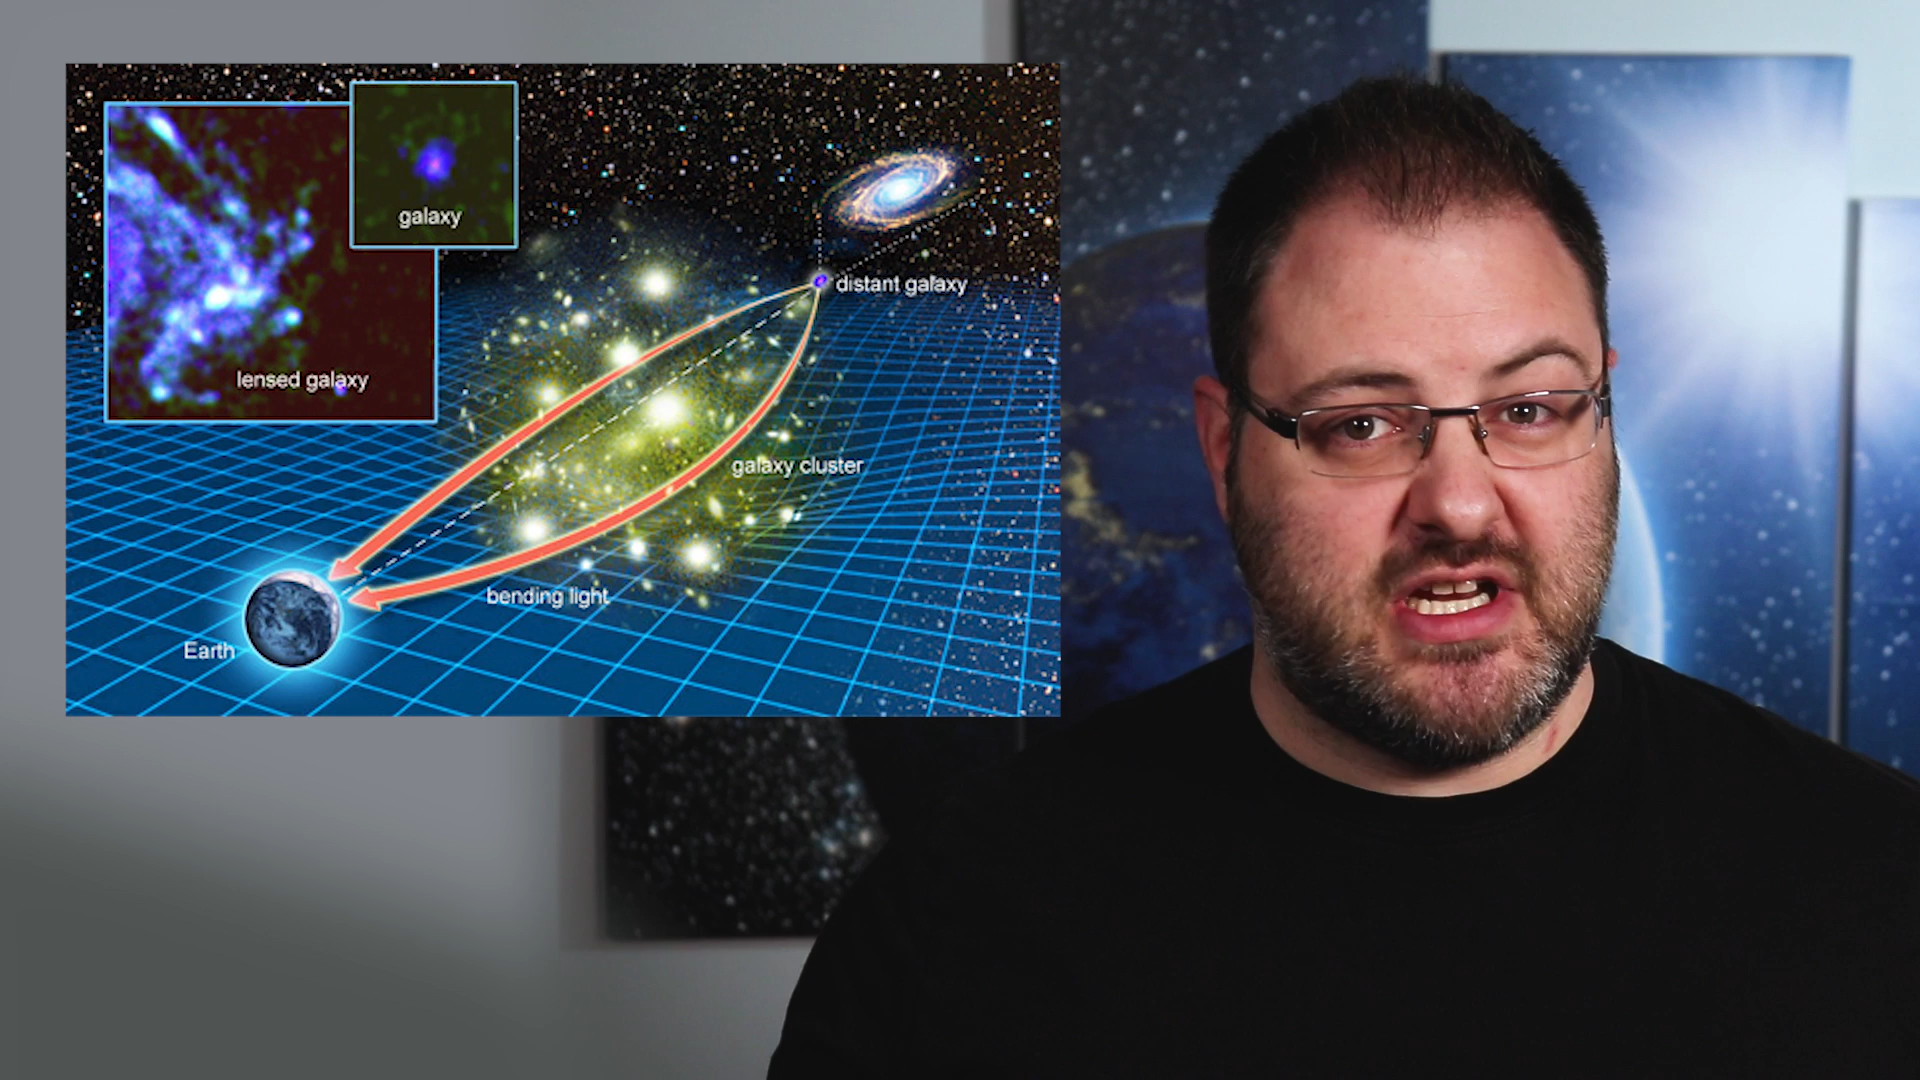 galaxy
lensed galaxy
distant galaxy
galaxy cluster
bending light
Earth